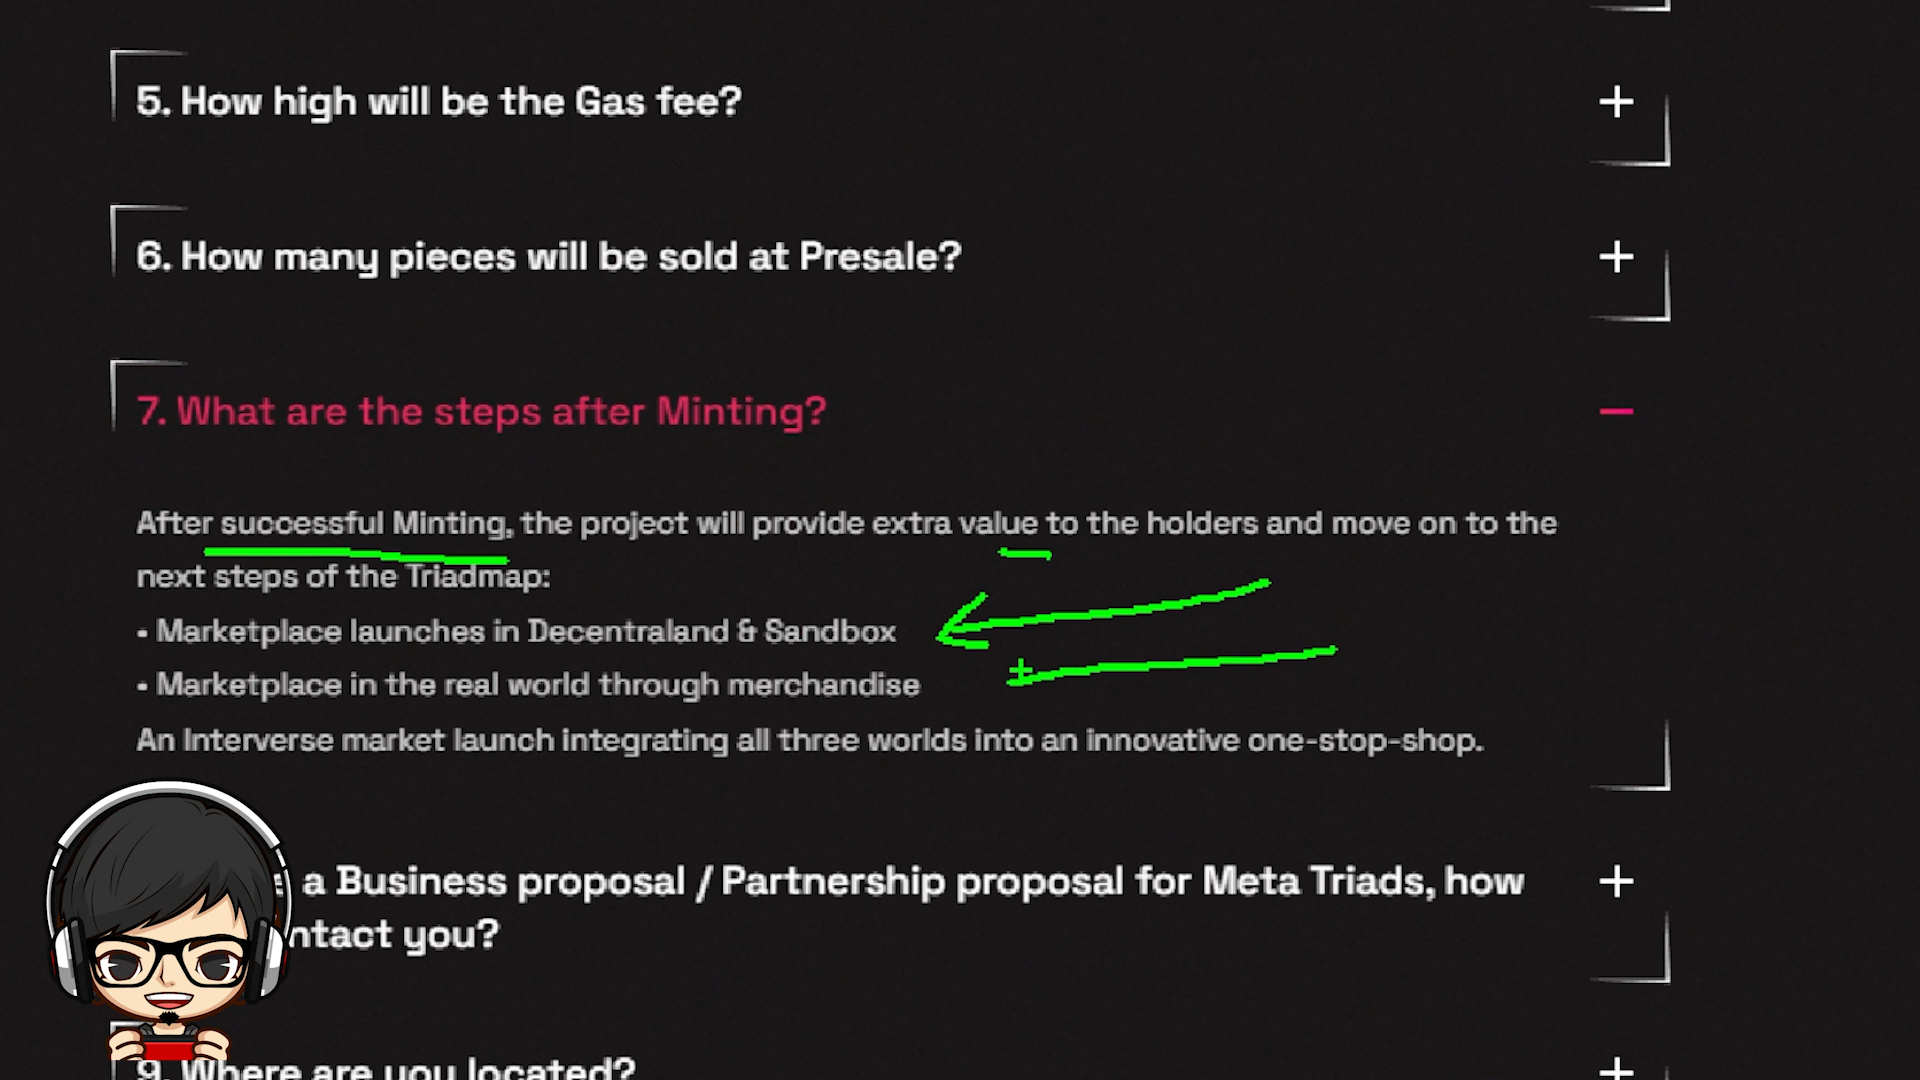 5. How high will be the Gas fee?
6. How many pieces will be sold at Presale?
7. What are the steps after Minting?
After successful Minting, the project will provide extra value to the holders and move on to the
next steps of the Triadmap:
• Marketplace launches in Decentraland & Sandbox
• Marketplace in the real world through merchandise
An Interverse market launch integrating all three worlds into an innovative one-stop-shop.
a Business proposal / Partnership proposal for Meta Triads, how
ntact you?
9. Where are you located?